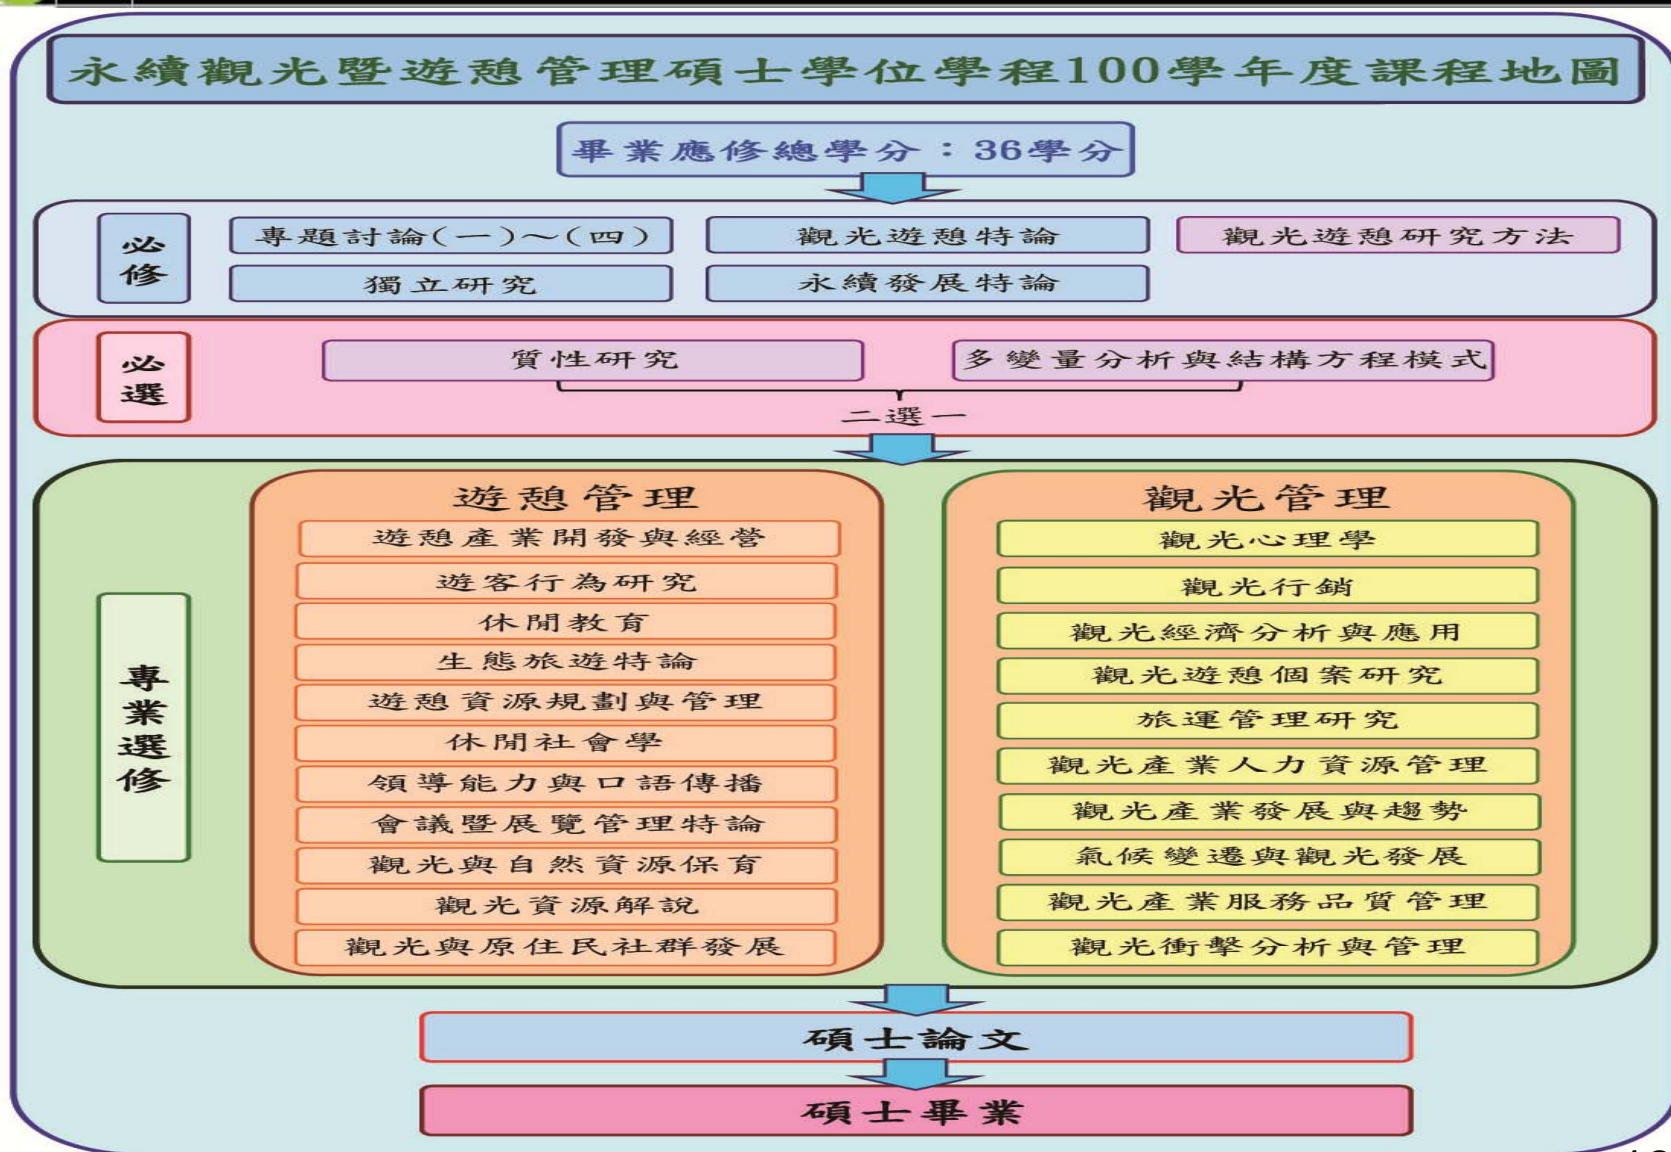 永續觀光暨遊憩管理碩士學位學程100學年度課程地圖
畢業應修總學分：36學分
必修
專題討論(一)～(四)
觀光遊憩特論
觀光遊憩研究方法
獨立研究
永續發展特論
必選
質性研究
多變量分析與結構方程模式
二選一
專業選修
遊憩管理
遊憩產業開發與經營
遊客行為研究
休閒教育
生態旅遊特論
遊憩資源規劃與管理
休閒社會學
領導能力與口語傳播
會議暨展覽管理特論
觀光與自然資源保育
觀光資源解說
觀光與原住民社群發展
觀光管理
觀光心理學
觀光行銷
觀光經濟分析與應用
觀光遊憩個案研究
旅運管理研究
觀光產業人力資源管理
觀光產業發展與趨勢
氣候變遷與觀光發展
觀光產業服務品質管理
觀光衝擊分析與管理
碩士論文
碩士畢業